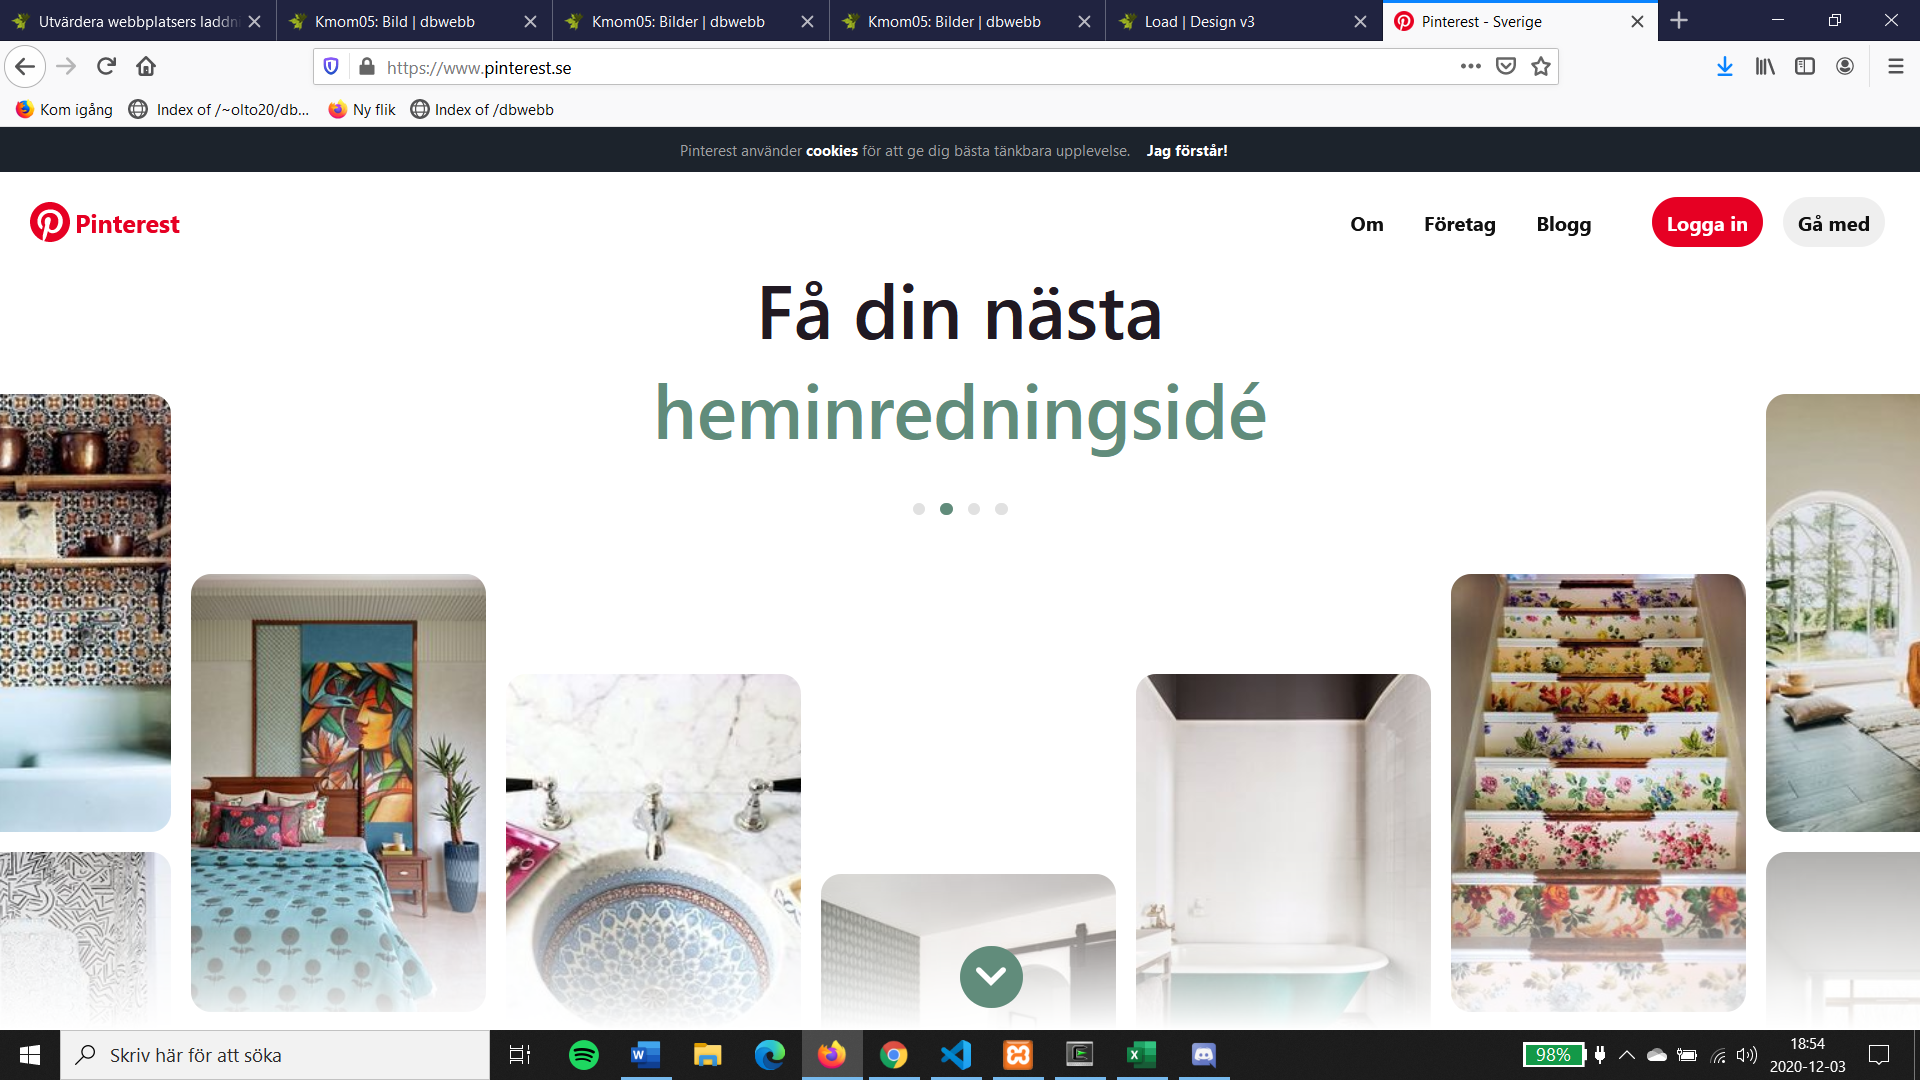 Utvärdera webbplatsers laddni
Kmom05: Bild | dbwebb
Kmom05: Bilder | dbwebb
Kmom05: Bilder | dbwebb
Load | Design v3
Pinterest - Sverige
https://www.pinterest.se
Kom igång
Index of /~olto20/db...
Ny flik
Index of /dbwebb
Pinterest använder cookies för att ge dig bästa tänkbara upplevelse. Jag förstår!
Pinterest
Om
Företag
Blogg
Logga in
Gå med
Få din nästa
heminredningsidé
Skriv här för att söka
98%
18:54
2020-12-03